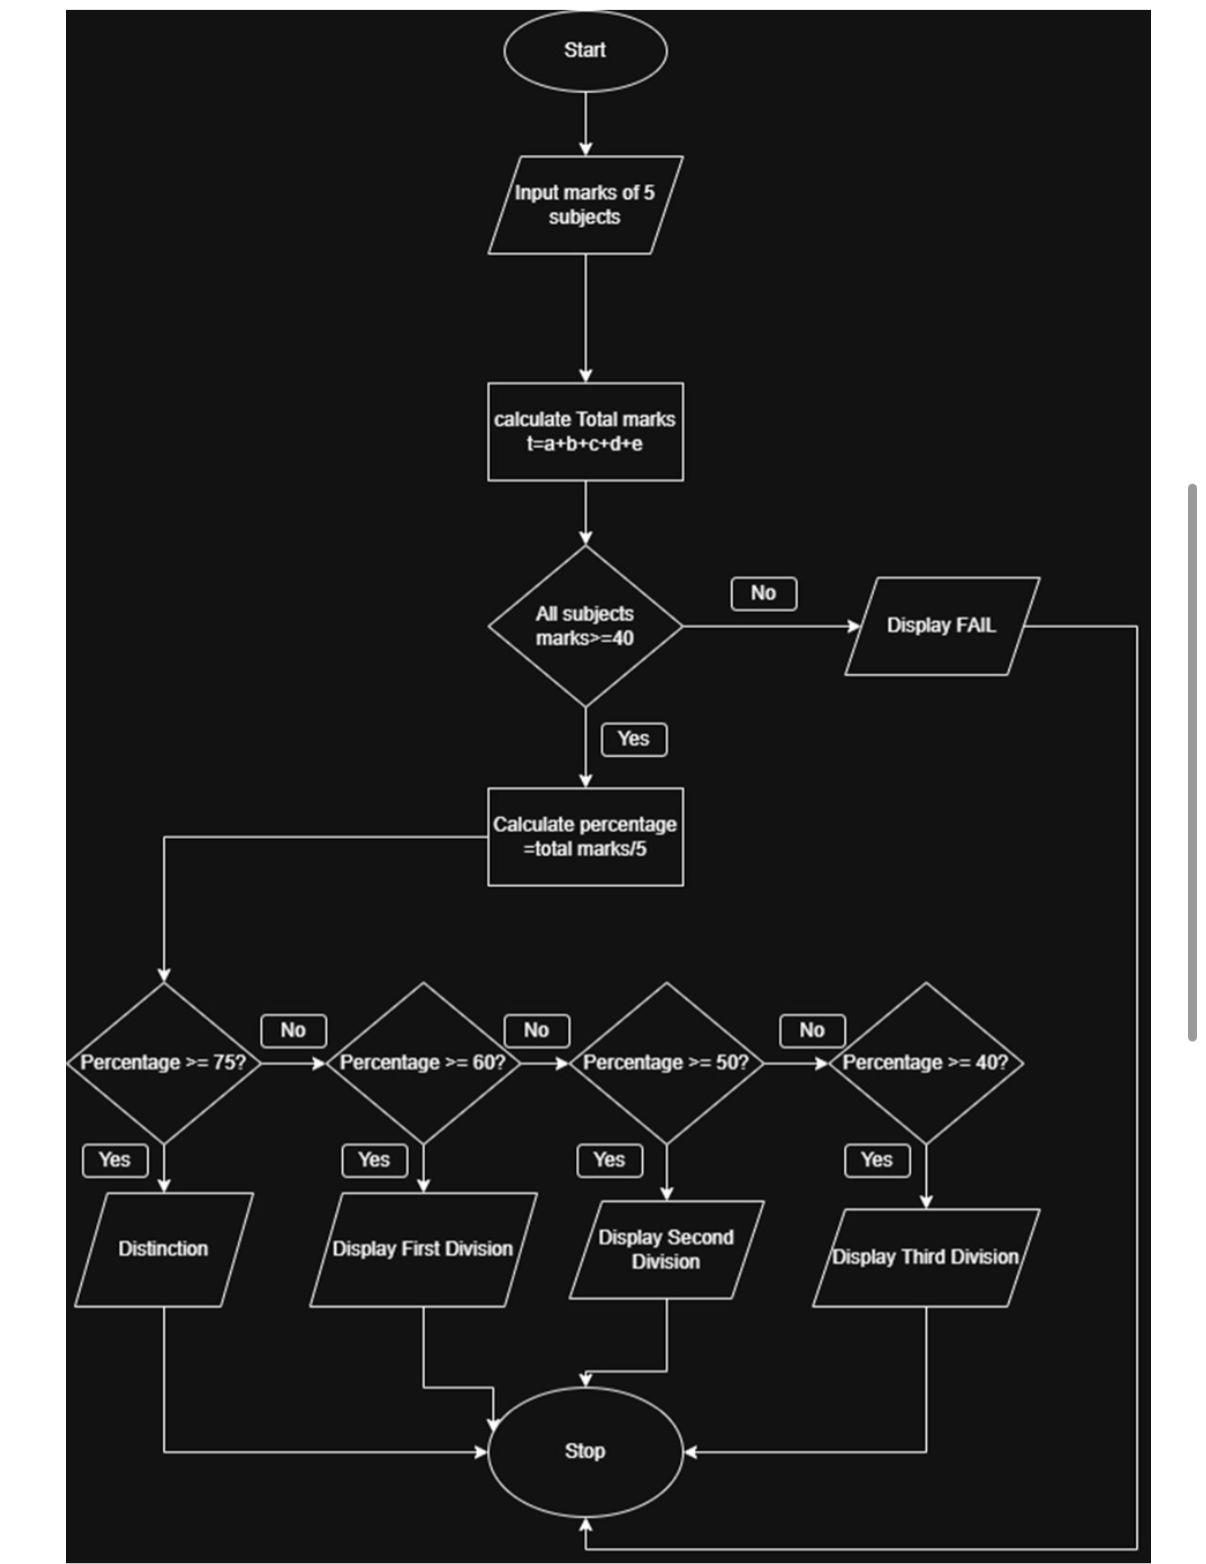 Start
Input marks of 5
subjects
calculate Total marks
t=a+b+c+d+e
All subjects
marks>=40
No
Display FAIL
Yes
Calculate percentage
=total marks/5
Percentage >= 75?
No
Percentage >= 60?
No
Percentage >= 50?
No
Percentage >= 40?
Yes
Yes
Yes
Yes
Distinction
Display First Division
Display Second
Division
Display Third Division
Stop